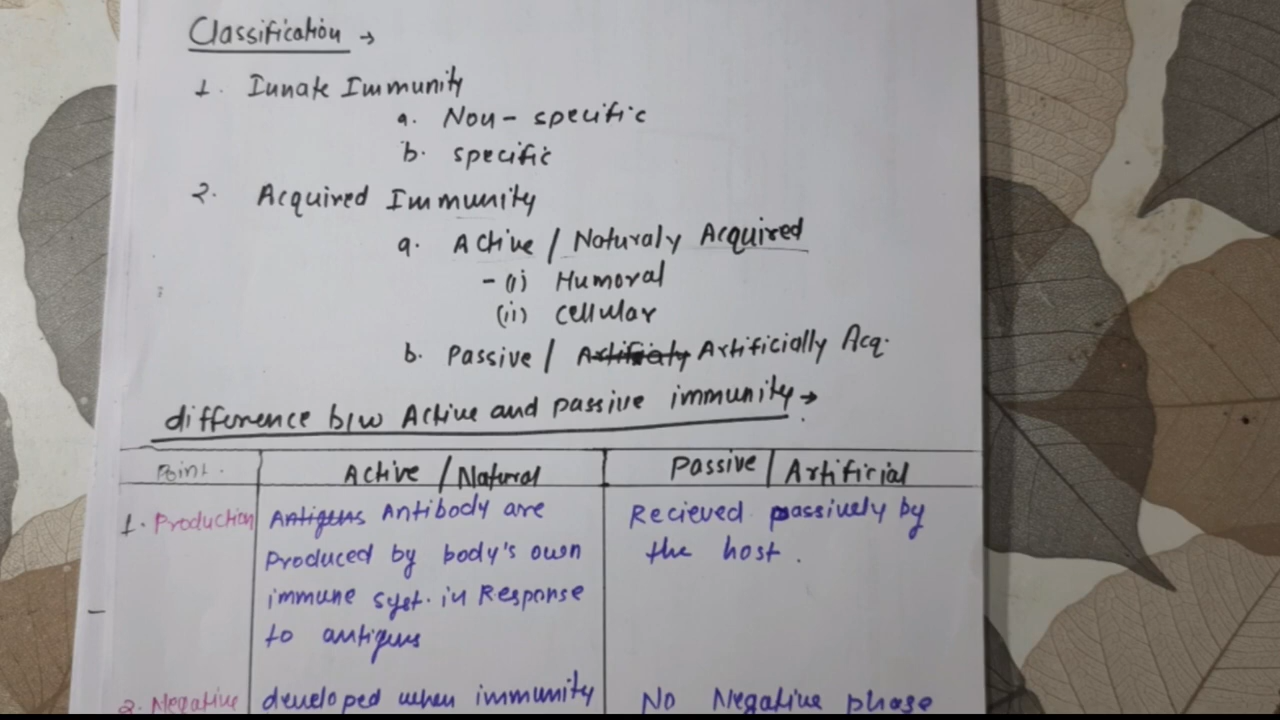 Classification →
1. Innate Immunity
a. Non-specific
b. specific
2. Acquired Immunity
a. Active / Naturaly Acquired
- (i) Humoral
(ii) cellular
b. Passive / Artificialy Artificially Acq.
difference b/w Active and passive immunity →
Point. Active / Natural Passive / Artificial
1. Production Antigens Antibody are Recieved passively by
produced by body's own the host.
immune syst. in Response
to antigens
2. Negative developed when immunity No Negative phase